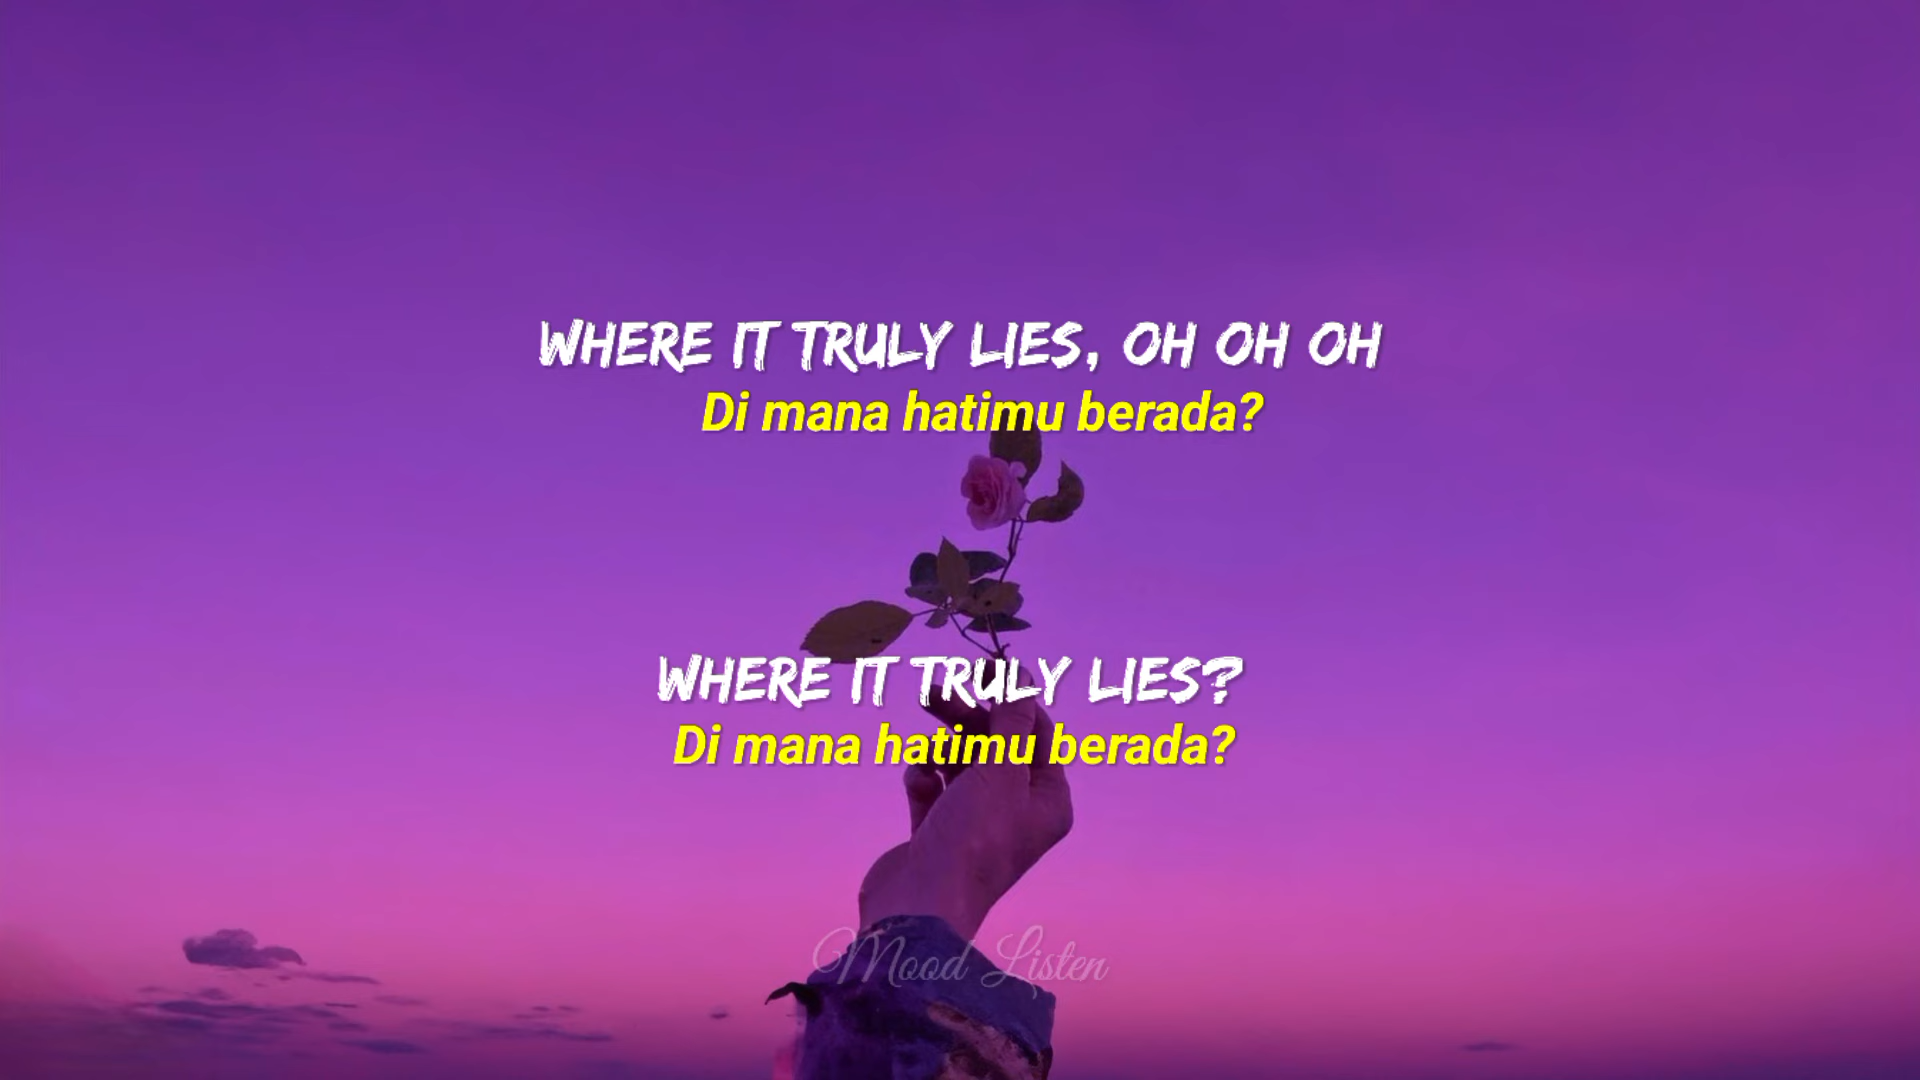 WHERE IT TRULY LIES, OH OH OH
Di mana hatimu berada?
WHERE IT TRULY LIES?
Di mana hatimu berada?
Mood Listen